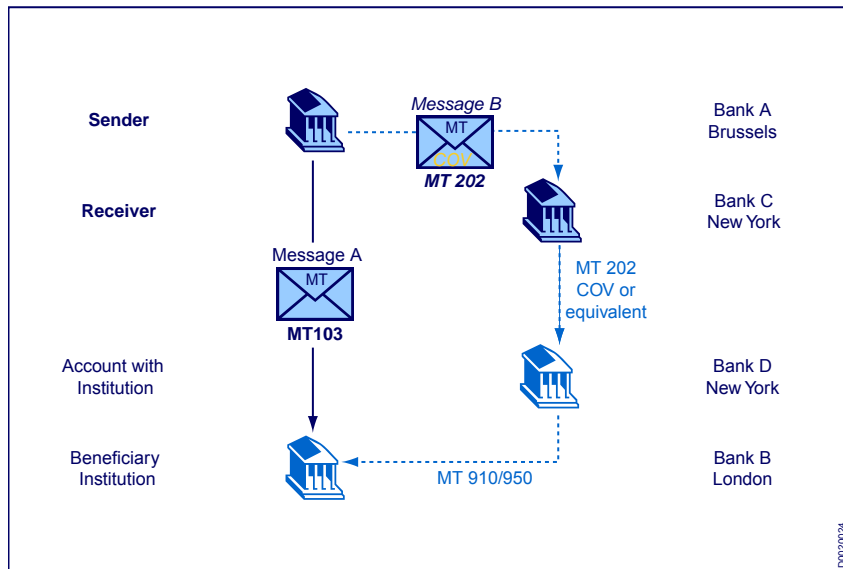 Sender
Message B
MT
COV
MT 202
Bank A
Brussels
Receiver
Bank C
New York
Message A
MT
MT103
MT 202
COV or
equivalent
Account with
Institution
Bank D
New York
Beneficiary
Institution
MT 910/950
Bank B
London
D0020024